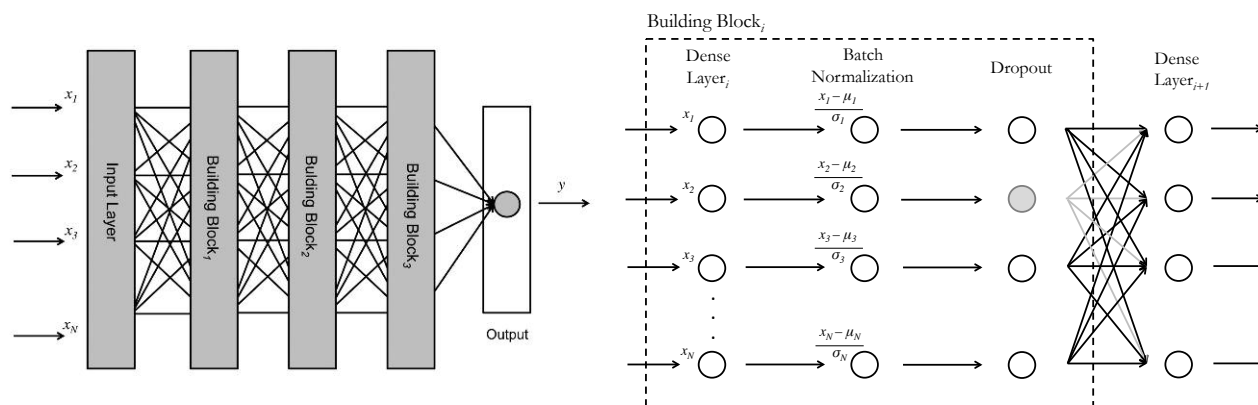 x1
x2
x3
xN
Input Layer
Building Block1
Bulding Block2
Building Block3
y
Output
Building Blocki
Dense
Layeri
Batch
Normalization
Dropout
Dense
Layeri+1
x1
x1 − μ1
σ1
x2
x2 − μ2
σ2
x3
x3 − μ3
σ3
.
.
.
xN
xN − μN
σN